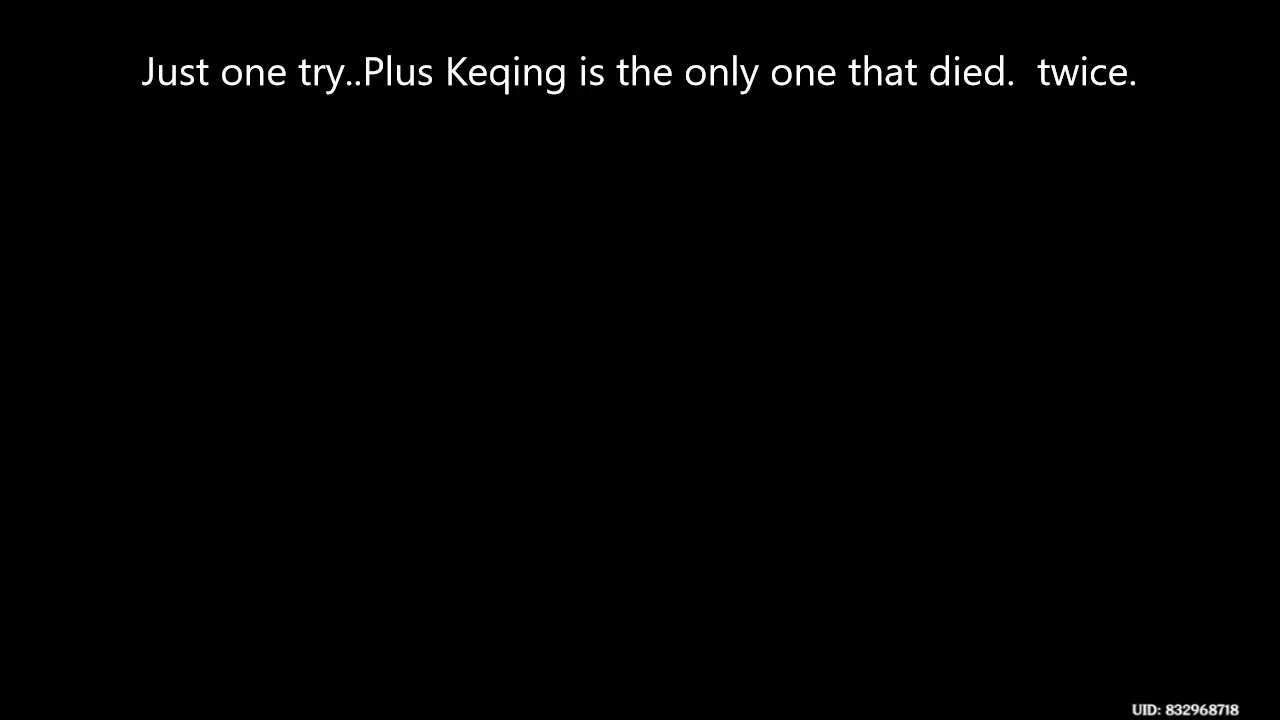 Just one try..Plus Keqing is the only one that died.  twice.
UID: 832968718